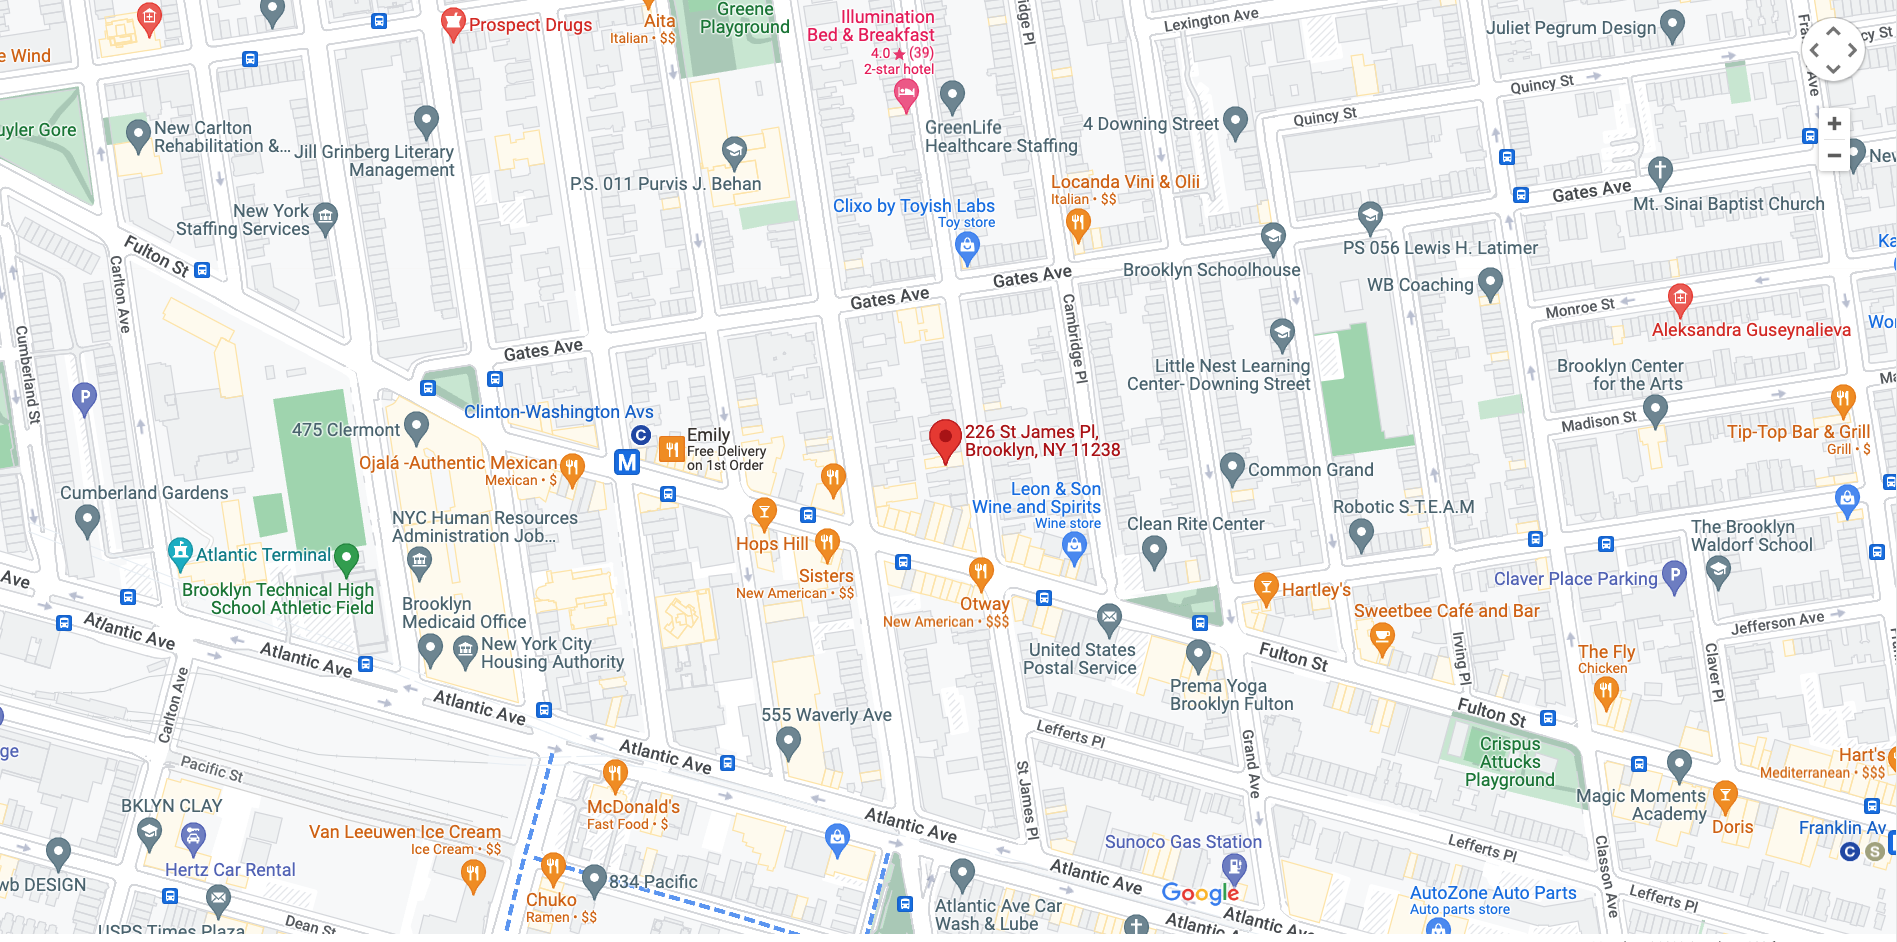 Prospect Drugs
Aita
Italian • $$
Greene
Playground
Illumination
Bed & Breakfast
4.0 ★ (39)
2-star hotel
Lexington Ave
Juliet Pegrum Design
e Wind
Quincy St
Quincy St
uyler Gore
New Carlton
Rehabilitation &...
Jill Grinberg Literary
Management
GreenLife
Healthcare Staffing
4 Downing Street
P.S. 011 Purvis J. Behan
Locanda Vini & Olii
Italian • $$
Gates Ave
Mt. Sinai Baptist Church
New York
Staffing Services
Clixo by Toyish Labs
Toy store
PS 056 Lewis H. Latimer
Fulton St
Carlton Ave
Brooklyn Schoolhouse
WB Coaching
Gates Ave
Gates Ave
Monroe St
Aleksandra Guseynalieva
Cumberland St
Cambridge Pl
Gates Ave
P
Little Nest Learning
Center- Downing Street
Brooklyn Center
for the Arts
Madison St
Clinton-Washington Avs
C
M
475 Clermont
Emily
Free Delivery
on 1st Order
226 St James Pl,
Brooklyn, NY 11238
Tip-Top Bar & Grill
Grill • $
Ojalá -Authentic Mexican
Mexican • $
Common Grand
Cumberland Gardens
Leon & Son
Wine and Spirits
Wine store
Robotic S.T.E.A.M
NYC Human Resources
Administration Job...
Clean Rite Center
The Brooklyn
Waldorf School
Hops Hill
Atlantic Terminal
Sisters
New American • $$
Claver Place Parking
P
Brooklyn Technical High
School Athletic Field
Hartley's
Otway
New American • $$$
Sweetbee Café and Bar
Brooklyn
Medicaid Office
Jefferson Ave
Ave
Atlantic Ave
Atlantic Ave
New York City
Housing Authority
United States
Postal Service
Fulton St
Irving Pl
The Fly
Chicken
Claver Pl
Prema Yoga
Brooklyn Fulton
Carlton Ave
Atlantic Ave
555 Waverly Ave
Lefferts Pl
Fulton St
Grand Ave
Crispus
Attucks
Playground
Hart's
Mediterranean • $$$
ge
Pacific St
Atlantic Ave
St James Pl
Magic Moments
Academy
Doris
BKLYN CLAY
McDonald's
Fast Food • $
Atlantic Ave
Franklin Av
C
S
Van Leeuwen Ice Cream
Ice Cream • $$
Sunoco Gas Station
Lefferts Pl
Classon Ave
Hertz Car Rental
wb DESIGN
Chuko
Ramen • $$
834 Pacific
Atlantic Ave
Google
AutoZone Auto Parts
Auto parts store
Lefferts Pl
Atlantic Ave Car
Wash & Lube
Atlantic Ave
Atlantic
USPS Times Plaza
Dean St